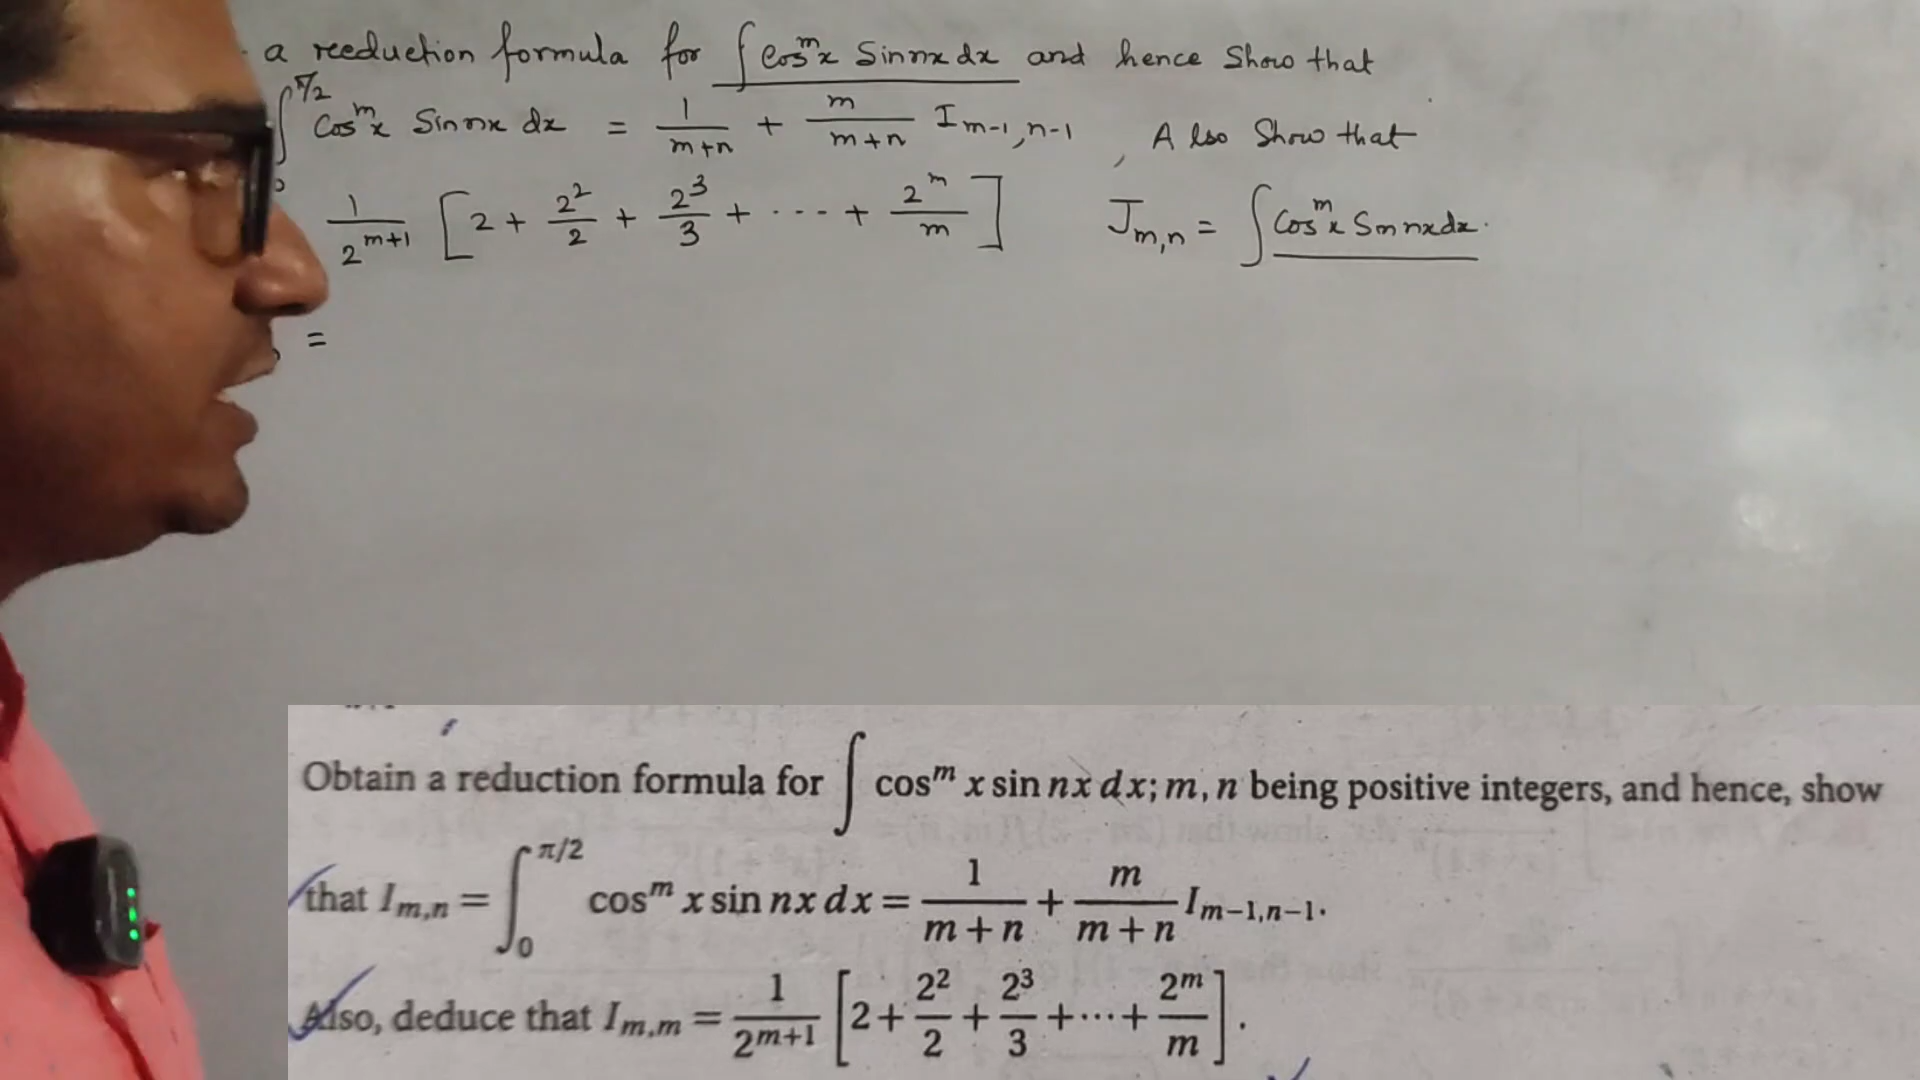 a reeduction formula for ∫ Cos^m x Sin nx dx and hence Show that
∫_0^{π/2} Cos^m x Sin nx dx = 1/(m+n) + m/(m+n) I_{m-1, n-1} , Also Show that
1/2^{m+1} [2 + 2^2/2 + 2^3/3 + ... + 2^m/m] J_{m,n} = ∫ Cos^m x Sin nx dx.
=
Obtain a reduction formula for ∫ cos^m x sin nx dx; m, n being positive integers, and hence, show
that I_{m,n} = ∫_0^{π/2} cos^m x sin nx dx = 1/(m+n) + m/(m+n) I_{m-1,n-1}.
Also, deduce that I_{m,m} = 1/2^{m+1} [2 + 2^2/2 + 2^3/3 + ... + 2^m/m].